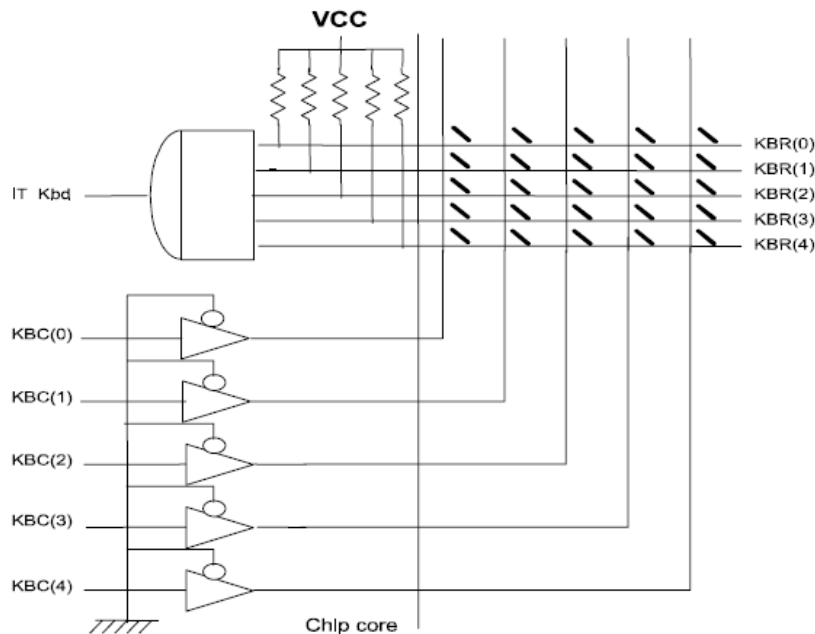 VCC
KBR(0)
KBR(1)
IT Kbd
KBR(2)
KBR(3)
KBR(4)
KBC(0)
KBC(1)
KBC(2)
KBC(3)
KBC(4)
Chip core